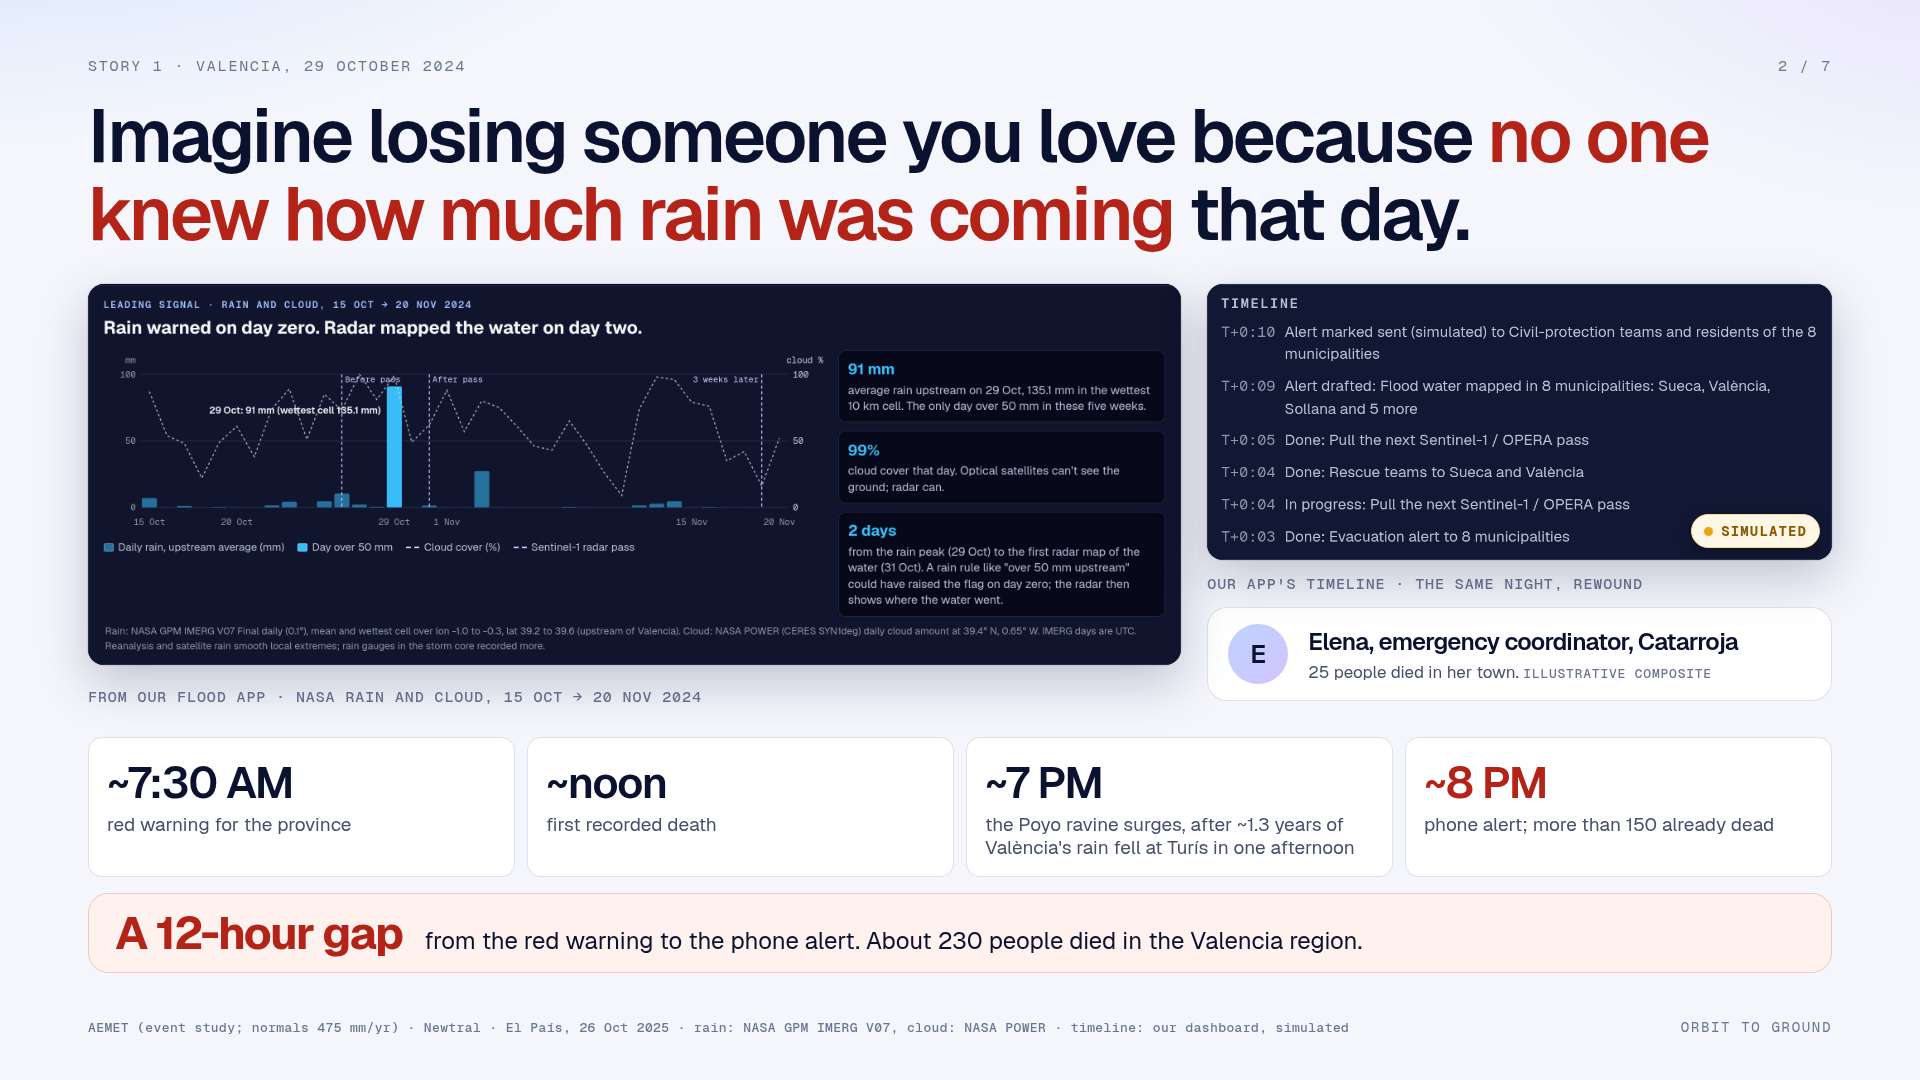 STORY 1 · VALENCIA, 29 OCTOBER 2024
2 / 7
Imagine losing someone you love because no one
knew how much rain was coming that day.
LEADING SIGNAL · RAIN AND CLOUD, 15 OCT → 20 NOV 2024
Rain warned on day zero. Radar mapped the water on day two.
mm
cloud %
100
Before pass
After pass
3 weeks later
100
29 Oct: 91 mm (wettest cell 135.1 mm)
50
50
0
0
15 Oct
20 Oct
29 Oct
1 Nov
15 Nov
20 Nov
Daily rain, upstream average (mm)
Day over 50 mm
Cloud cover (%)
Sentinel-1 radar pass
91 mm
average rain upstream on 29 Oct, 135.1 mm in the wettest
10 km cell. The only day over 50 mm in these five weeks.
99%
cloud cover that day. Optical satellites can't see the
ground; radar can.
2 days
from the rain peak (29 Oct) to the first radar map of the
water (31 Oct). A rain rule like "over 50 mm upstream"
could have raised the flag on day zero; the radar then
shows where the water went.
Rain: NASA GPM IMERG V07 Final daily (0.1°), mean and wettest cell over lon -1.0 to -0.3, lat 39.2 to 39.6 (upstream of Valencia). Cloud: NASA POWER (CERES SYN1deg) daily cloud amount at 39.4° N, 0.65° W. IMERG days are UTC.
Reanalysis and satellite rain smooth local extremes; rain gauges in the storm core recorded more.
FROM OUR FLOOD APP · NASA RAIN AND CLOUD, 15 OCT → 20 NOV 2024
TIMELINE
T+0:10 Alert marked sent (simulated) to Civil-protection teams and residents of the 8
municipalities
T+0:09 Alert drafted: Flood water mapped in 8 municipalities: Sueca, València,
Sollana and 5 more
T+0:05 Done: Pull the next Sentinel-1 / OPERA pass
T+0:04 Done: Rescue teams to Sueca and València
T+0:04 In progress: Pull the next Sentinel-1 / OPERA pass
T+0:03 Done: Evacuation alert to 8 municipalities
SIMULATED
OUR APP'S TIMELINE · THE SAME NIGHT, REWOUND
E
Elena, emergency coordinator, Catarroja
25 people died in her town. ILLUSTRATIVE COMPOSITE
~7:30 AM
red warning for the province
~noon
first recorded death
~7 PM
the Poyo ravine surges, after ~1.3 years of
València's rain fell at Turís in one afternoon
~8 PM
phone alert; more than 150 already dead
A 12-hour gap from the red warning to the phone alert. About 230 people died in the Valencia region.
AEMET (event study; normals 475 mm/yr) · Newtral · El País, 26 Oct 2025 · rain: NASA GPM IMERG V07, cloud: NASA POWER · timeline: our dashboard, simulated
ORBIT TO GROUND